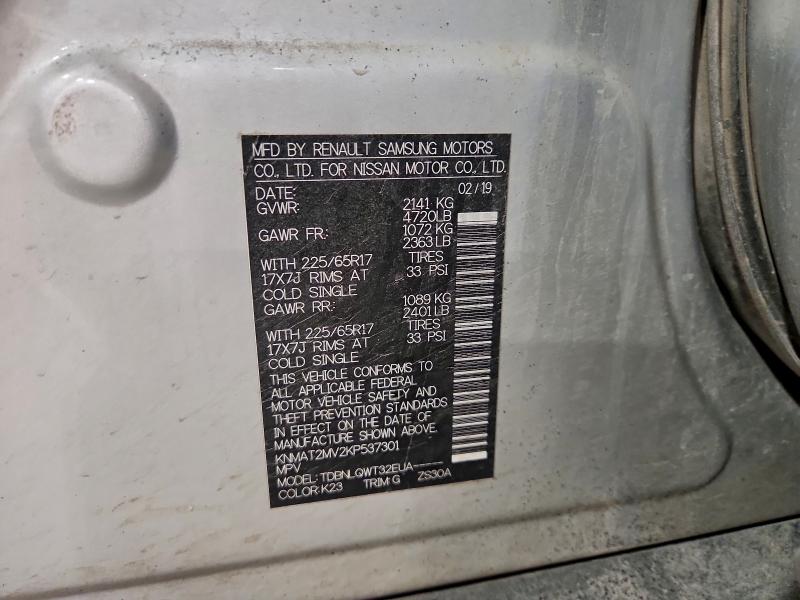 MFD BY RENAULT SAMSUNG MOTORS
CO., LTD. FOR NISSAN MOTOR CO., LTD.
DATE: 02/19
GVWR: 2141 KG
4720LB
GAWR FR: 1072 KG
2363LB
WITH 225/65R17 TIRES
17X7J RIMS AT 33 PSI
COLD SINGLE
GAWR RR: 1089 KG
2401LB
WITH 225/65R17 TIRES
17X7J RIMS AT 33 PSI
COLD SINGLE
THIS VEHICLE CONFORMS TO
ALL APPLICABLE FEDERAL
MOTOR VEHICLE SAFETY AND
THEFT PREVENTION STANDARDS
IN EFFECT ON THE DATE OF
MANUFACTURE SHOWN ABOVE.
KNMAT2MV2KP537301
MPV
MODEL: TDBNLQWT32EUA-----
COLOR: K23 TRIM: G ZS30A